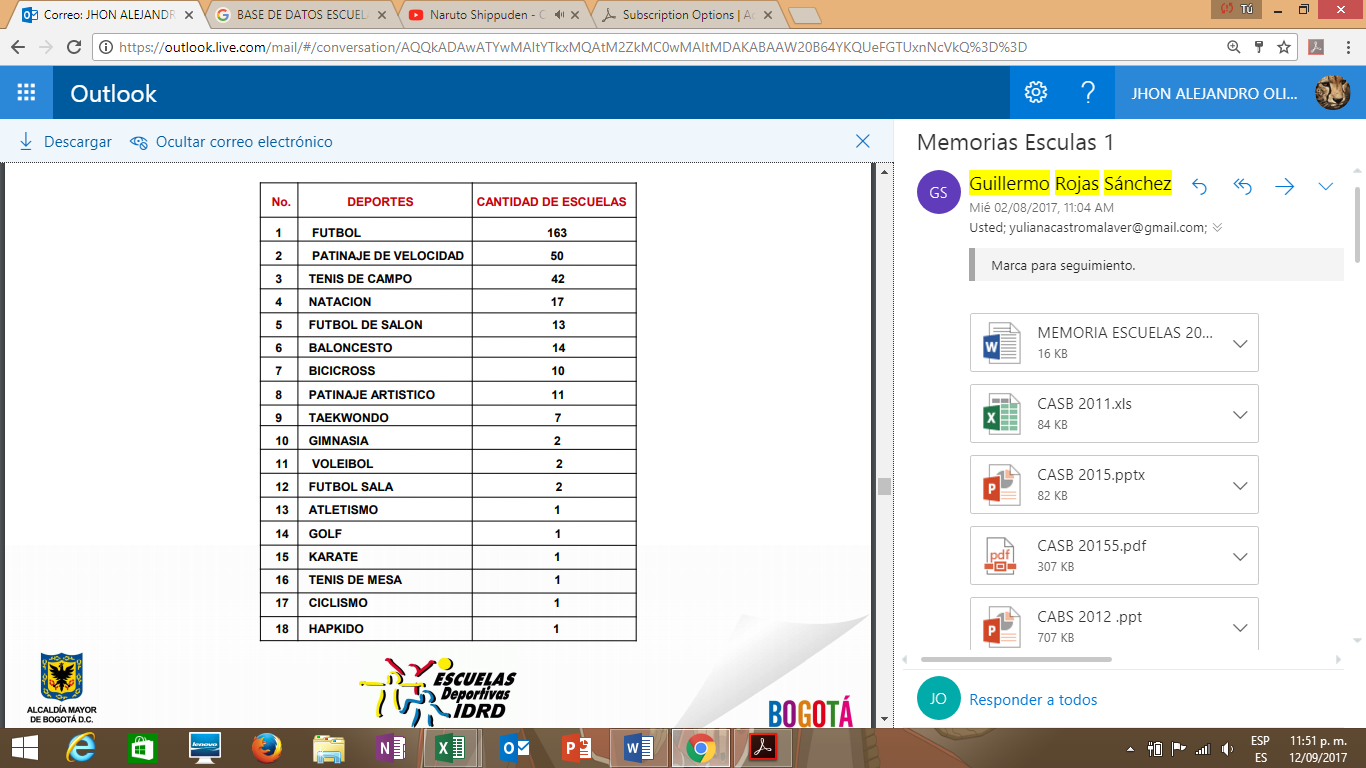 Correo: JHON ALEJANDR
BASE DE DATOS ESCUEL
Naruto Shippuden - C
Subscription Options | Ac
Tú
https://outlook.live.com/mail/#/conversation/AQQkADAwATYwMAItYTkxMQAtM2ZkMC0wMAItMDAKABAAW20B64YKQUeFGTUxnNcVkQ%3D%3D
Outlook
JHON ALEJANDRO OLI...
Descargar
Ocultar correo electrónico
No. DEPORTES CANTIDAD DE ESCUELAS
1 FUTBOL 163
2 PATINAJE DE VELOCIDAD 50
3 TENIS DE CAMPO 42
4 NATACION 17
5 FUTBOL DE SALON 13
6 BALONCESTO 14
7 BICICROSS 10
8 PATINAJE ARTISTICO 11
9 TAEKWONDO 7
10 GIMNASIA 2
11 VOLEIBOL 2
12 FUTBOL SALA 2
13 ATLETISMO 1
14 GOLF 1
15 KARATE 1
16 TENIS DE MESA 1
17 CICLISMO 1
18 HAPKIDO 1
ALCALDÍA MAYOR
DE BOGOTÁ D.C.
ESCUELAS
Deportivas
IDRD
BOGOTÁ
Memorias Esculas 1
GS
Guillermo Rojas Sánchez
Mié 02/08/2017, 11:04 AM
Usted; yulianacastromalaver@gmail.com;
Marca para seguimiento.
MEMORIA ESCUELAS 20...
16 KB
CASB 2011.xls
84 KB
CASB 2015.pptx
82 KB
pdf
CASB 20155.pdf
307 KB
CABS 2012 .ppt
707 KB
JO
Responder a todos
lenovo
ESP
ES
11:51 p. m.
12/09/2017